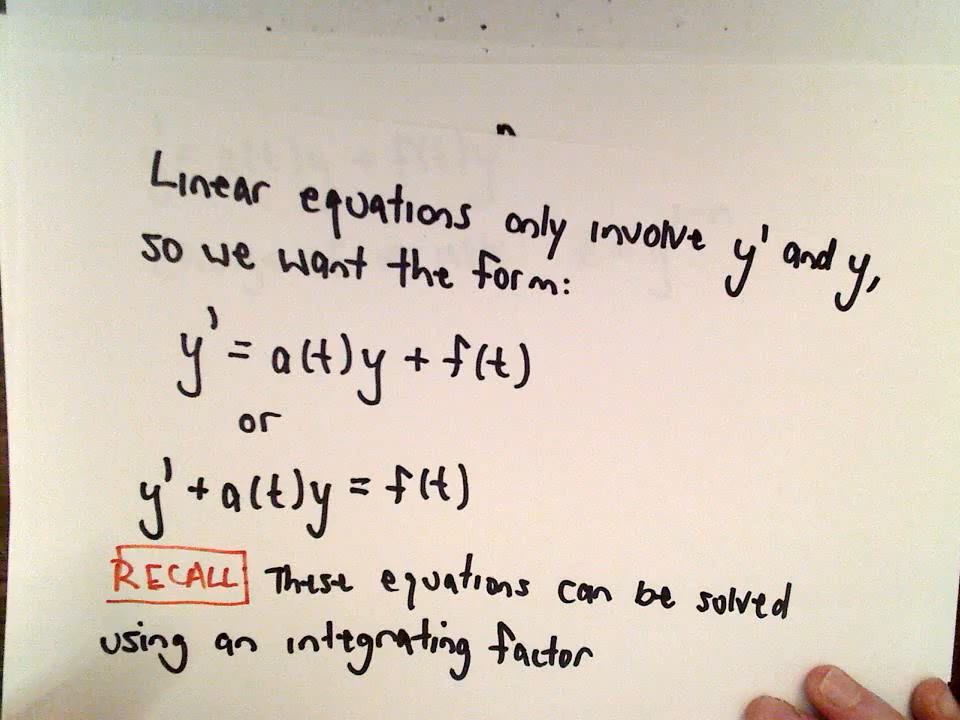 n
Linear equations only involve y' and y,
so we want the form:
y' = a(t)y + f(t)
or
y' + a(t)y = f(t)
RECALL These equations can be solved
using an integrating factor